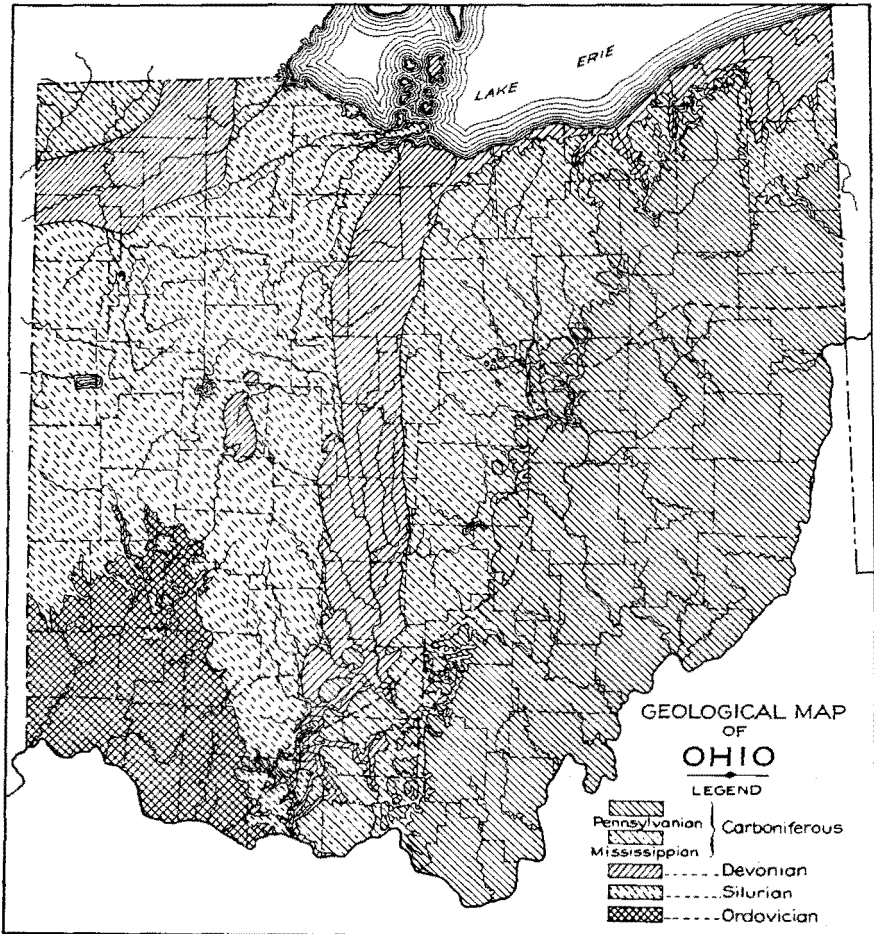 LAKE ERIE
GEOLOGICAL MAP
OF
OHIO
LEGEND
Pennsylvanian
Mississippian
Carboniferous
Devonian
Silurian
Ordovician